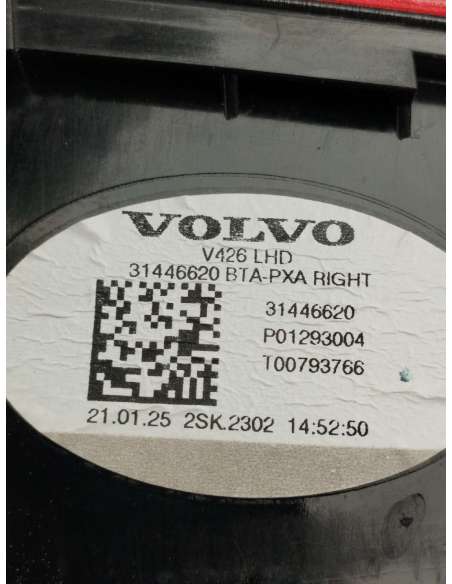 VOLVO
V426 LHD
31446620 BTA-PXA RIGHT
31446620
P01293004
T00793766
21.01.25 2SK.2302 14:52:50